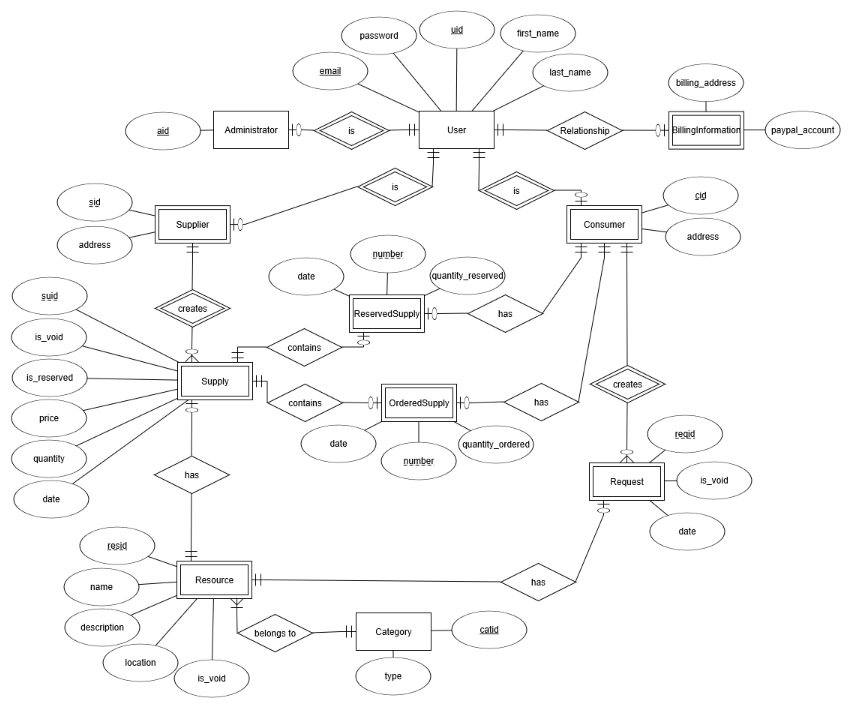 uid
password
first_name
email
last_name
billing_address
aid
Administrator
is
User
Relationship
BillingInformation
paypal_account
is
is
sid
cid
Supplier
Consumer
address
address
number
date
quantity_reserved
suid
creates
ReservedSupply
has
is_void
contains
is_reserved
Supply
creates
price
contains
OrderedSupply
has
quantity
date
quantity_ordered
reqid
number
has
date
Request
is_void
date
resid
Resource
has
name
description
belongs to
Category
catid
location
is_void
type